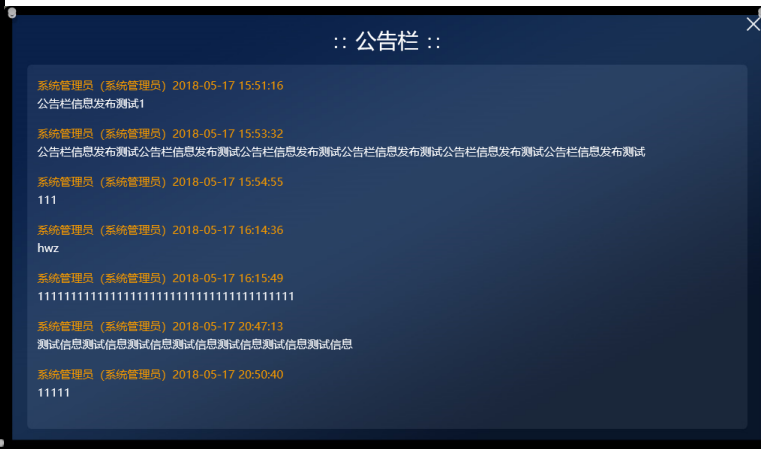 :: 公告栏 ::
系统管理员（系统管理员）2018-05-17 15:51:16
公告栏信息发布测试1
系统管理员（系统管理员）2018-05-17 15:53:32
公告栏信息发布测试公告栏信息发布测试公告栏信息发布测试公告栏信息发布测试公告栏信息发布测试公告栏信息发布测试
系统管理员（系统管理员）2018-05-17 15:54:55
111
系统管理员（系统管理员）2018-05-17 16:14:36
hwz
系统管理员（系统管理员）2018-05-17 16:15:49
1111111111111111111111111111111111111111
系统管理员（系统管理员）2018-05-17 20:47:13
测试信息测试信息测试信息测试信息测试信息测试信息测试信息
系统管理员（系统管理员）2018-05-17 20:50:40
11111